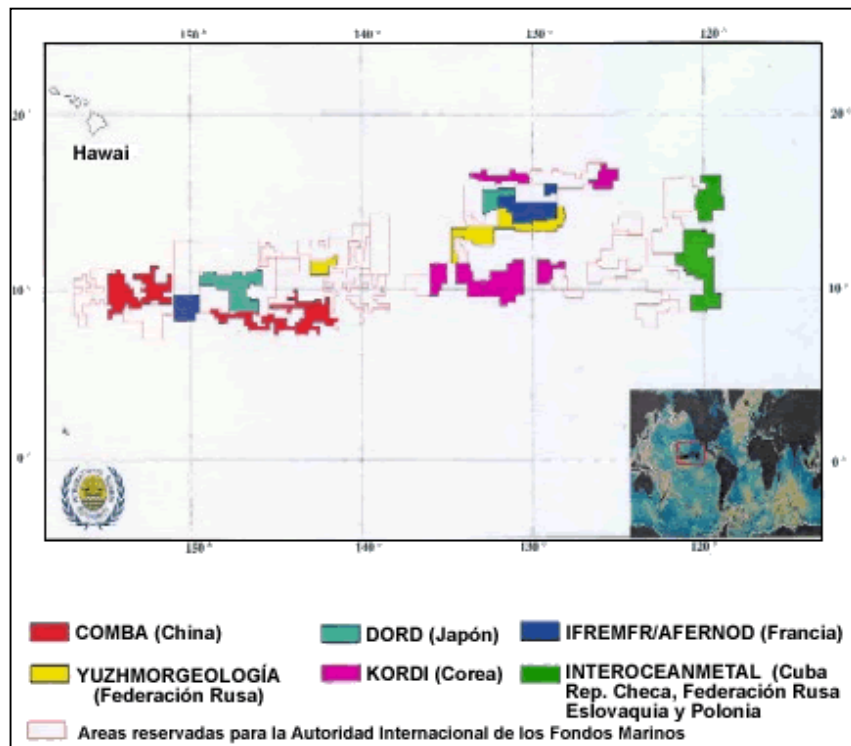 150° 140° 130° 120°
20° 20°
Hawai
10° 10°
0° 0°
150° 140° 130° 120°
COMBA (China)
DORD (Japón)
IFREMFR/AFERNOD (Francia)
YUZHMORGEOLOGÍA
(Federación Rusa)
KORDI (Corea)
INTEROCEANMETAL (Cuba
Rep. Checa, Federación Rusa
Eslovaquia y Polonia
Areas reservadas para la Autoridad Internacional de los Fondos Marinos